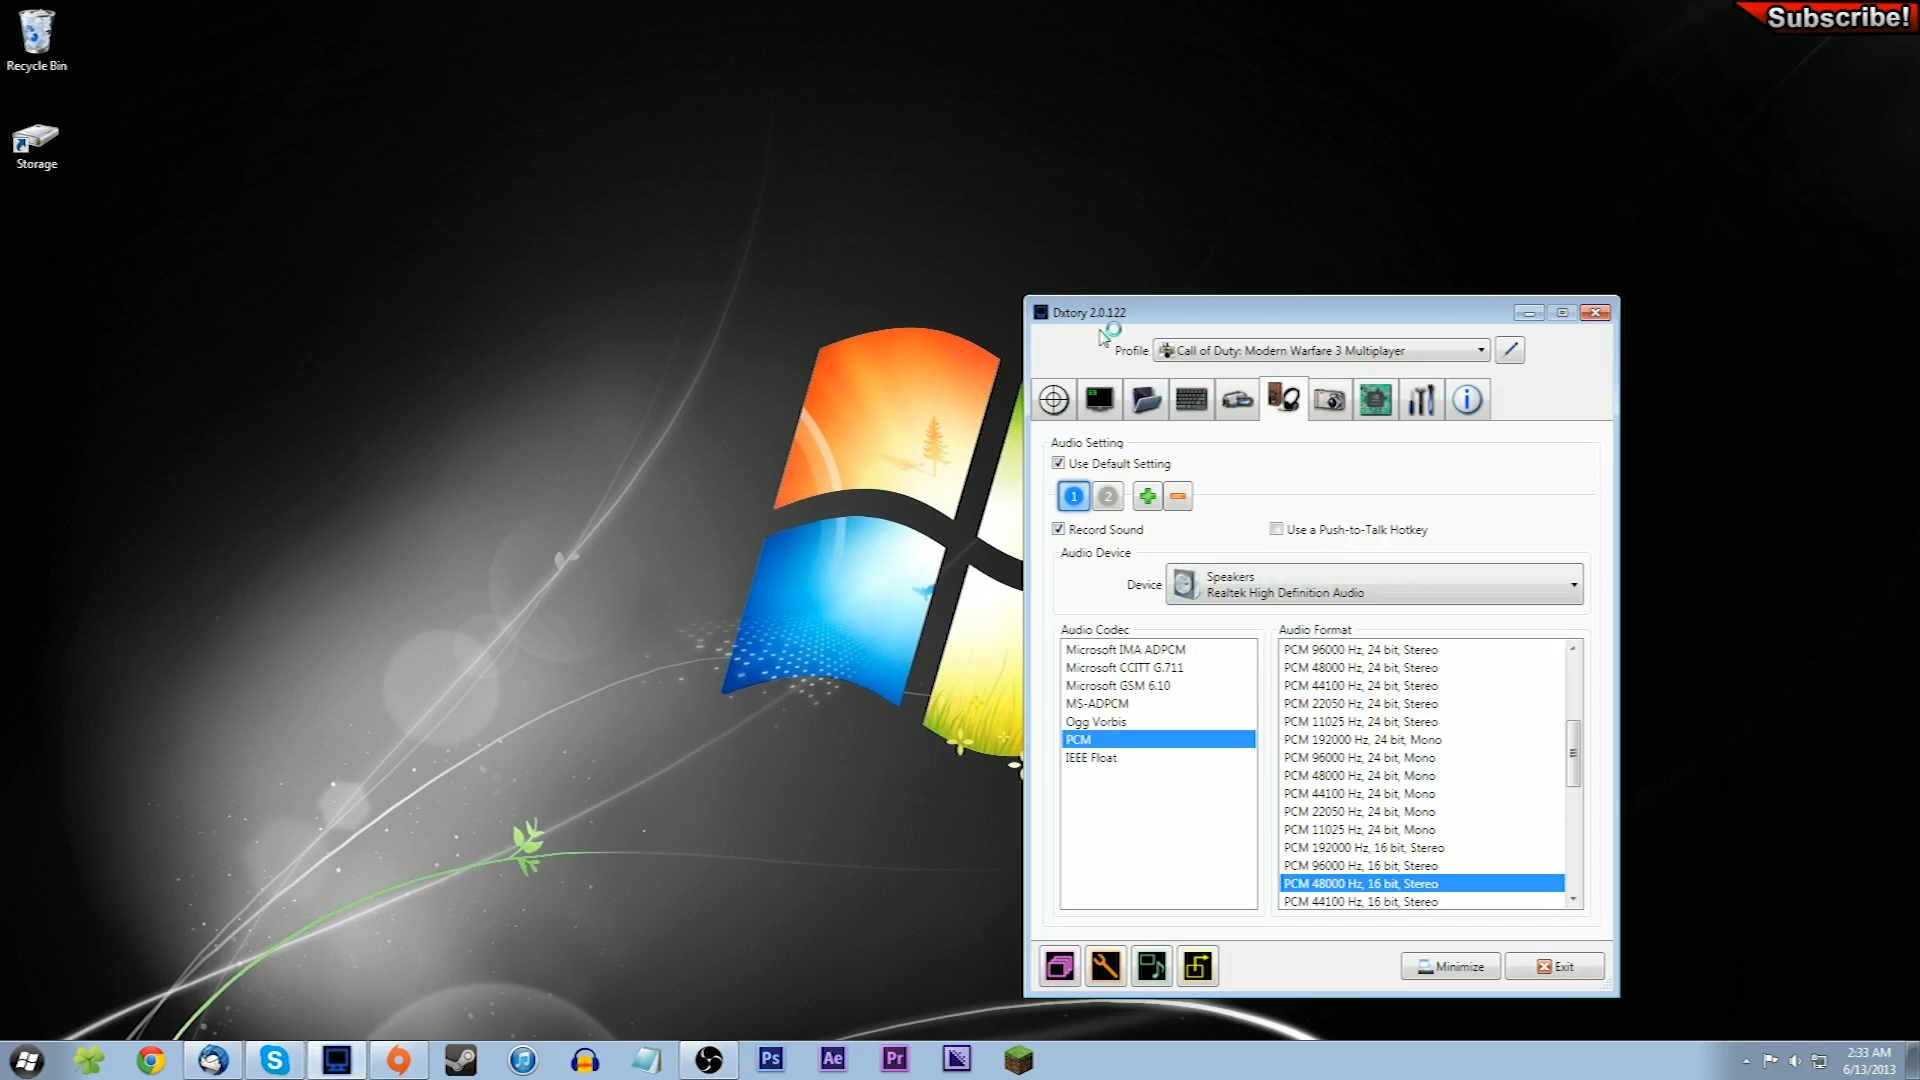 Subscribe!
Recycle Bin
Storage
Dxtory 2.0.122
Profile
Call of Duty: Modern Warfare 3 Multiplayer
Audio Setting
Use Default Setting
1
2
Record Sound
Use a Push-to-Talk Hotkey
Audio Device
Device
Speakers
Realtek High Definition Audio
Audio Codec
Microsoft IMA ADPCM
Microsoft CCITT G.711
Microsoft GSM 6.10
MS-ADPCM
Ogg Vorbis
PCM
IEEE Float
Audio Format
PCM 96000 Hz, 24 bit, Stereo
PCM 48000 Hz, 24 bit, Stereo
PCM 44100 Hz, 24 bit, Stereo
PCM 22050 Hz, 24 bit, Stereo
PCM 11025 Hz, 24 bit, Stereo
PCM 192000 Hz, 24 bit, Mono
PCM 96000 Hz, 24 bit, Mono
PCM 48000 Hz, 24 bit, Mono
PCM 44100 Hz, 24 bit, Mono
PCM 22050 Hz, 24 bit, Mono
PCM 11025 Hz, 24 bit, Mono
PCM 192000 Hz, 16 bit, Stereo
PCM 96000 Hz, 16 bit, Stereo
PCM 48000 Hz, 16 bit, Stereo
PCM 44100 Hz, 16 bit, Stereo
Minimize
Exit
Ps
Ae
Pr
2:33 AM
6/13/2013